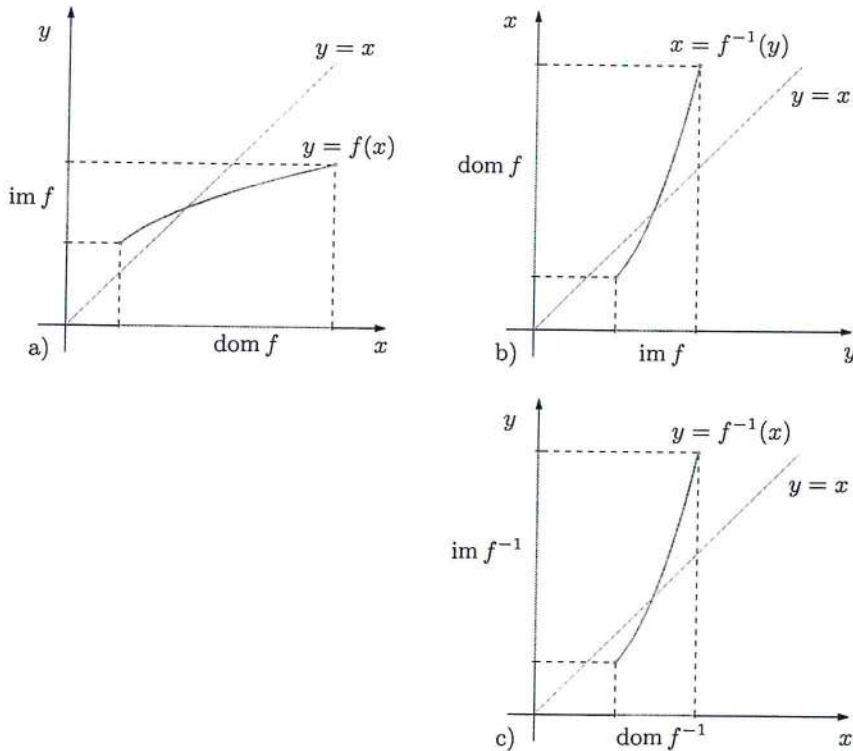 y
y = x
y = f(x)
im f
a)
dom f
x
x
x = f⁻¹(y)
y = x
dom f
b)
im f
y
y
y = f⁻¹(x)
y = x
im f⁻¹
c)
dom f⁻¹
x